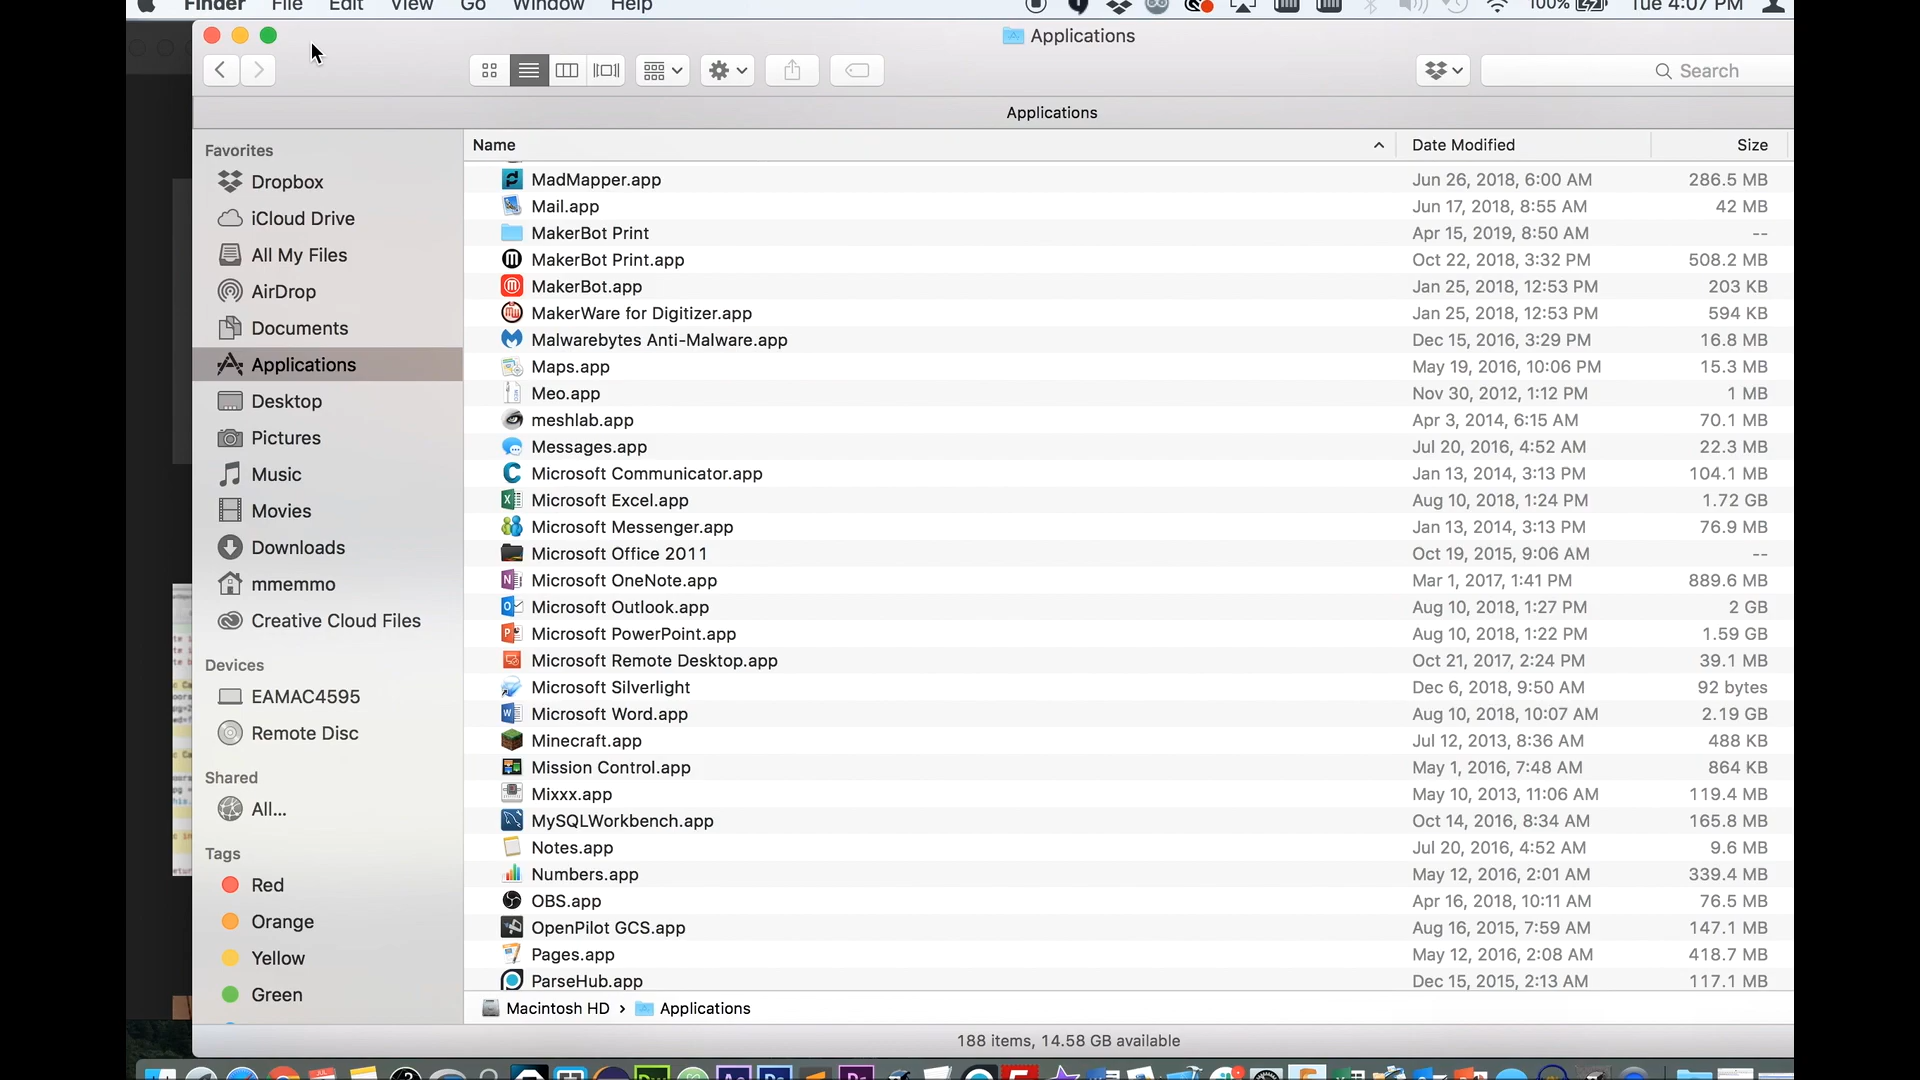 Finder File Edit View Go Window Help 100% Tue 4:07 PM
Applications
Search
Applications
Name Date Modified Size
Favorites
Dropbox
iCloud Drive
All My Files
AirDrop
Documents
Applications
Desktop
Pictures
Music
Movies
Downloads
mmemmo
Creative Cloud Files
Devices
EAMAC4595
Remote Disc
Shared
All...
Tags
Red
Orange
Yellow
Green
MadMapper.app Jun 26, 2018, 6:00 AM 286.5 MB
Mail.app Jun 17, 2018, 8:55 AM 42 MB
MakerBot Print Apr 15, 2019, 8:50 AM --
MakerBot Print.app Oct 22, 2018, 3:32 PM 508.2 MB
MakerBot.app Jan 25, 2018, 12:53 PM 203 KB
MakerWare for Digitizer.app Jan 25, 2018, 12:53 PM 594 KB
Malwarebytes Anti-Malware.app Dec 15, 2016, 3:29 PM 16.8 MB
Maps.app May 19, 2016, 10:06 PM 15.3 MB
Meo.app Nov 30, 2012, 1:12 PM 1 MB
meshlab.app Apr 3, 2014, 6:15 AM 70.1 MB
Messages.app Jul 20, 2016, 4:52 AM 22.3 MB
Microsoft Communicator.app Jan 13, 2014, 3:13 PM 104.1 MB
Microsoft Excel.app Aug 10, 2018, 1:24 PM 1.72 GB
Microsoft Messenger.app Jan 13, 2014, 3:13 PM 76.9 MB
Microsoft Office 2011 Oct 19, 2015, 9:06 AM --
Microsoft OneNote.app Mar 1, 2017, 1:41 PM 889.6 MB
Microsoft Outlook.app Aug 10, 2018, 1:27 PM 2 GB
Microsoft PowerPoint.app Aug 10, 2018, 1:22 PM 1.59 GB
Microsoft Remote Desktop.app Oct 21, 2017, 2:24 PM 39.1 MB
Microsoft Silverlight Dec 6, 2018, 9:50 AM 92 bytes
Microsoft Word.app Aug 10, 2018, 10:07 AM 2.19 GB
Minecraft.app Jul 12, 2013, 8:36 AM 488 KB
Mission Control.app May 1, 2016, 7:48 AM 864 KB
Mixxx.app May 10, 2013, 11:06 AM 119.4 MB
MySQLWorkbench.app Oct 14, 2016, 8:34 AM 165.8 MB
Notes.app Jul 20, 2016, 4:52 AM 9.6 MB
Numbers.app May 12, 2016, 2:01 AM 339.4 MB
OBS.app Apr 16, 2018, 10:11 AM 76.5 MB
OpenPilot GCS.app Aug 16, 2015, 7:59 AM 147.1 MB
Pages.app May 12, 2016, 2:08 AM 418.7 MB
ParseHub.app Dec 15, 2015, 2:13 AM 117.1 MB
Macintosh HD › Applications
188 items, 14.58 GB available